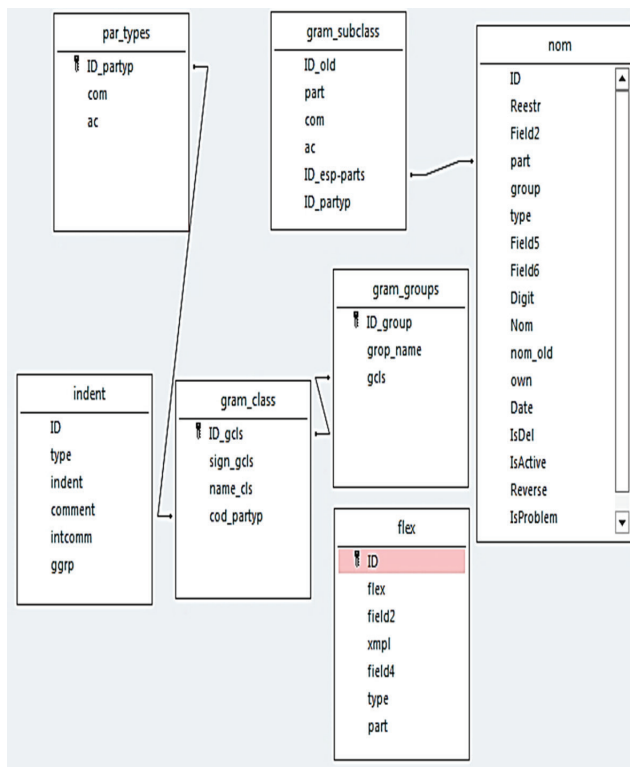 par_types
ID_partyp
com
ac
gram_subclass
ID_old
part
com
ac
ID_esp-parts
ID_partyp
nom
ID
Reestr
Field2
part
group
type
Field5
Field6
Digit
Nom
nom_old
own
Date
IsDel
IsActive
Reverse
IsProblem
gram_groups
ID_group
grop_name
gcls
indent
ID
type
indent
comment
intcomm
ggrp
gram_class
ID_gcls
sign_gcls
name_cls
cod_partyp
flex
ID
flex
field2
xmpl
field4
type
part